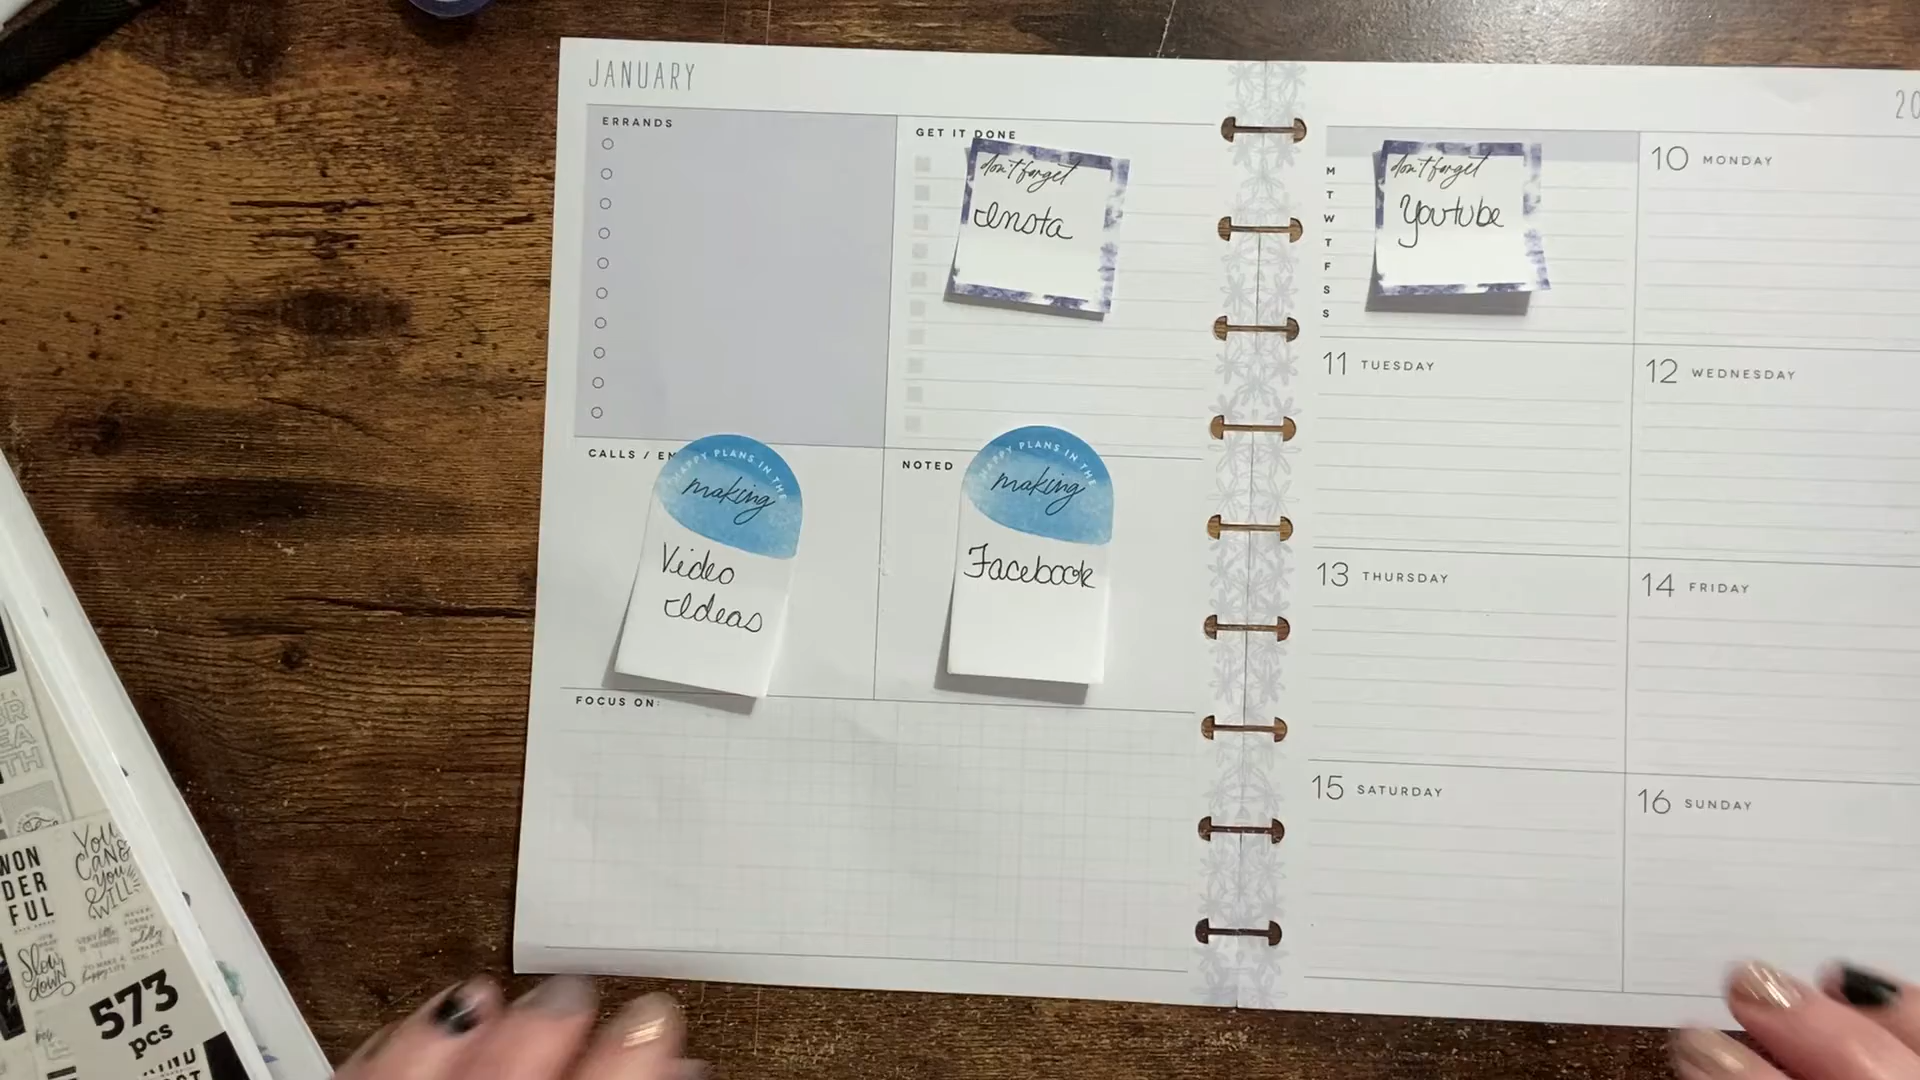 JANUARY
ERRANDS
GET IT DONE
don't forget
Insta
CALLS /
HAPPY PLANS IN THE
making
Video
Ideas
NOTED
HAPPY PLANS IN THE
making
Facebook
FOCUS ON:
20
M
T
W
T
F
S
S
don't forget
Youtube
10 MONDAY
11 TUESDAY
12 WEDNESDAY
13 THURSDAY
14 FRIDAY
15 SATURDAY
16 SUNDAY
WON
DER
FUL
YOU
CAN &
You
WILL
Slow
down
573
pcs